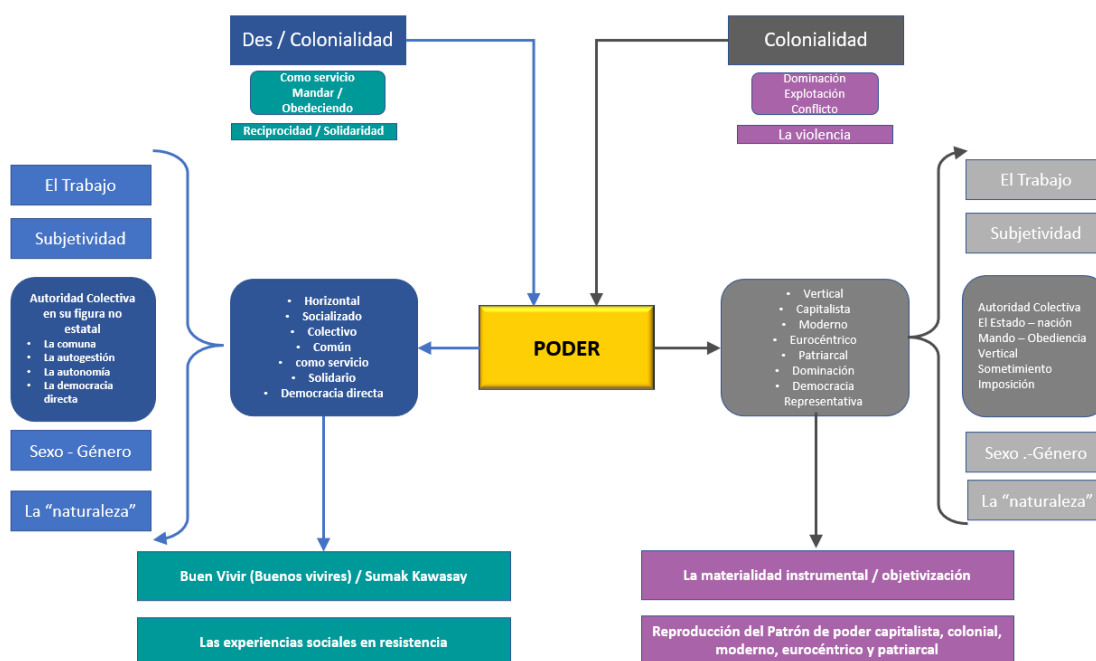 Des / Colonialidad
Como servicio
Mandar /
Obedeciendo
Reciprocidad / Solidaridad
Colonialidad
Dominación
Explotación
Conflicto
La violencia
El Trabajo
Subjetividad
Autoridad Colectiva
en su figura no
estatal
• La comuna
• La autogestión
• La autonomía
• La democracia
directa
Sexo - Género
La “naturaleza”
• Horizontal
• Socializado
• Colectivo
• Común
• como servicio
• Solidario
• Democracia directa
PODER
• Vertical
• Capitalista
• Moderno
• Eurocéntrico
• Patriarcal
• Dominación
• Democracia
Representativa
El Trabajo
Subjetividad
Autoridad Colectiva
El Estado – nación
Mando – Obediencia
Vertical
Sometimiento
Imposición
Sexo .-Género
La “naturaleza”
Buen Vivir (Buenos vivires) / Sumak Kawasay
Las experiencias sociales en resistencia
La materialidad instrumental / objetivización
Reproducción del Patrón de poder capitalista, colonial,
moderno, eurocéntrico y patriarcal